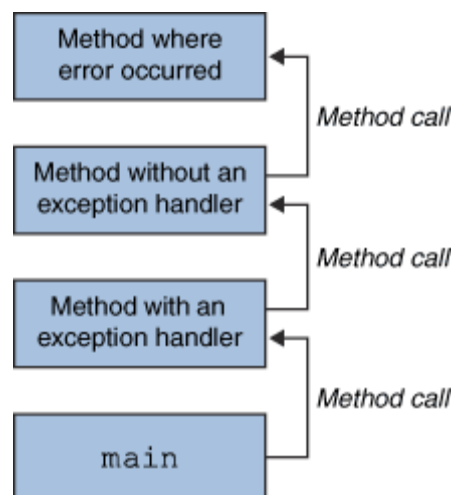 Method where
error occurred
Method call
Method without an
exception handler
Method call
Method with an
exception handler
Method call
main